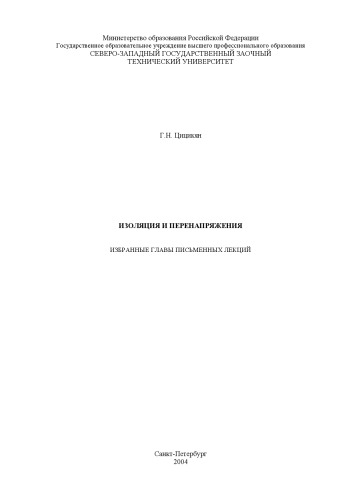 Министерство образования Российской Федерации
Государственное образовательное учреждение высшего профессионального образования
СЕВЕРО-ЗАПАДНЫЙ ГОСУДАРСТВЕННЫЙ ЗАОЧНЫЙ
ТЕХНИЧЕСКИЙ УНИВЕРСИТЕТ
Г.Н. Цицикян
ИЗОЛЯЦИЯ И ПЕРЕНАПРЯЖЕНИЯ
ИЗБРАННЫЕ ГЛАВЫ ПИСЬМЕННЫХ ЛЕКЦИЙ
Санкт-Петербург
2004